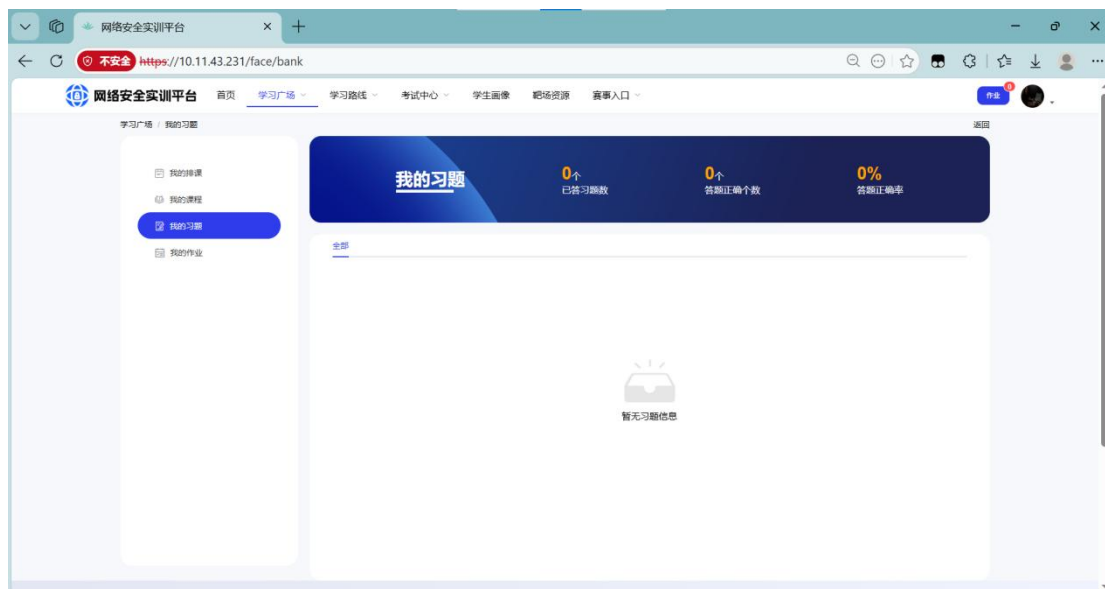 网络安全实训平台
不安全 https://10.11.43.231/face/bank
网络安全实训平台 首页 学习广场 学习路线 考试中心 学生画像 靶场资源 赛事入口 作业
学习广场 / 我的习题 返回
我的排课
我的课程
我的习题
我的作业
我的习题
0个
已答习题数
0个
答题正确个数
0%
答题正确率
全部
暂无习题信息